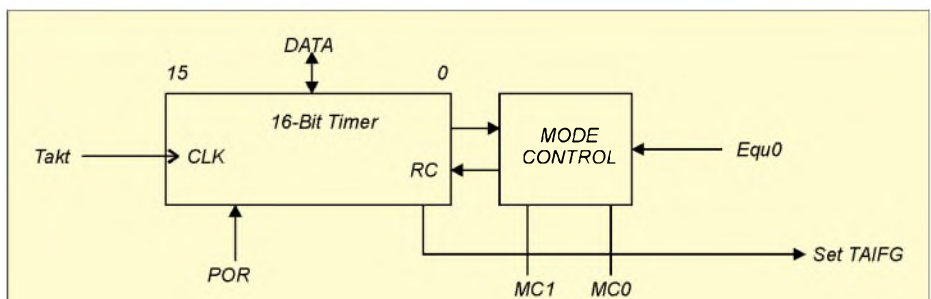 DATA
15
0
16-Bit Timer
Takt
CLK
RC
MODE
CONTROL
Equ0
POR
Set TAIFG
MC1
MC0